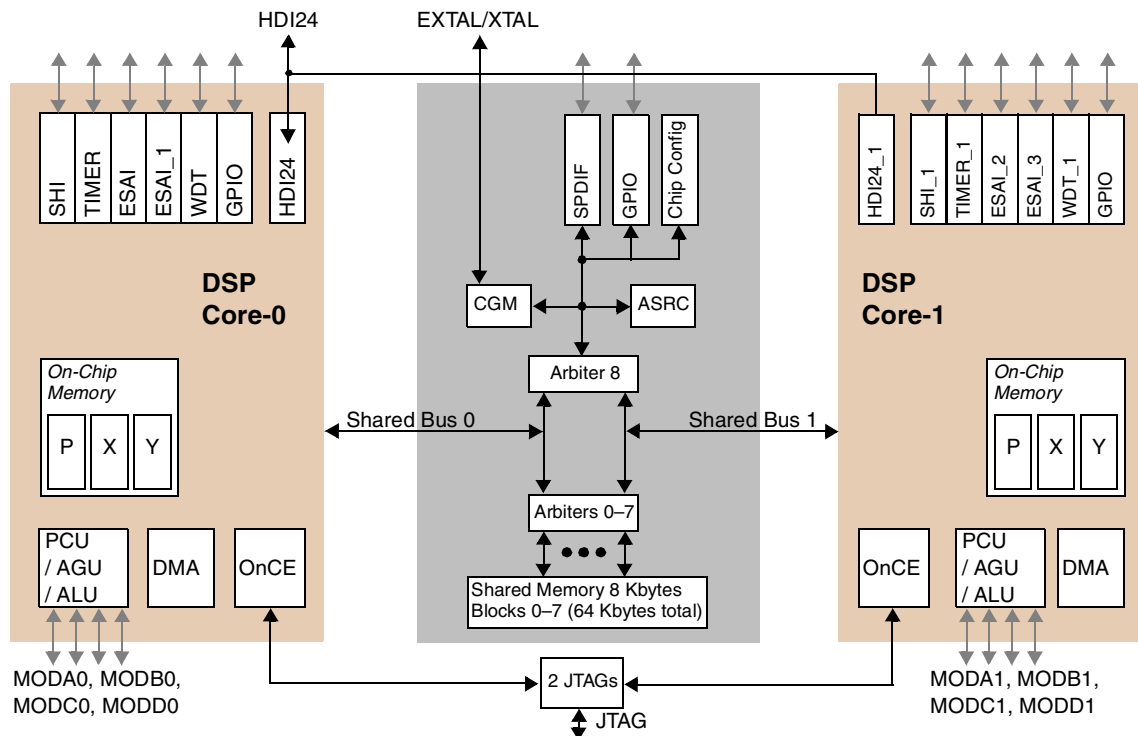 HDI24
EXTAL/XTAL
SHI
TIMER
ESAI
ESAI_1
WDT
GPIO
HDI24
SPDIF
GPIO
Chip Config
HDI24_1
SHI_1
TIMER_1
ESAI_2
ESAI_3
WDT_1
GPIO
DSP
Core-0
CGM
ASRC
DSP
Core-1
On-Chip
Memory
P
X
Y
Arbiter 8
On-Chip
Memory
P
X
Y
Shared Bus 0
Shared Bus 1
Arbiters 0–7
PCU
/ AGU
/ ALU
DMA
OnCE
Shared Memory 8 Kbytes
Blocks 0–7 (64 Kbytes total)
OnCE
PCU
/ AGU
/ ALU
DMA
MODA0, MODB0,
MODC0, MODD0
2 JTAGs
JTAG
MODA1, MODB1,
MODC1, MODD1